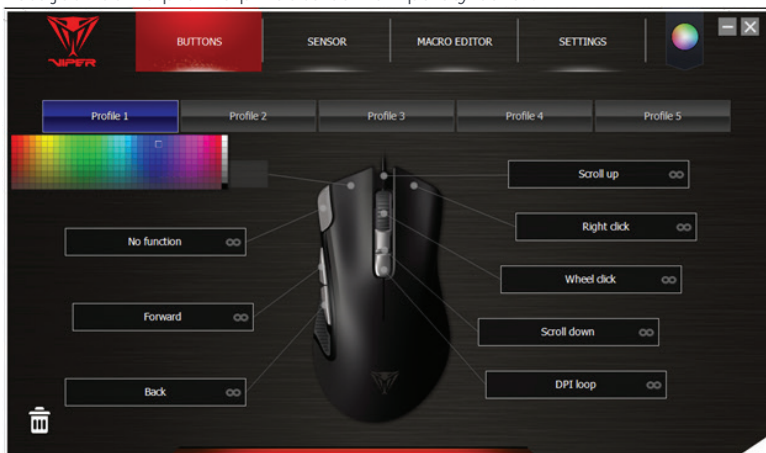 VIPER
BUTTONS SENSOR MACRO EDITOR SETTINGS
Profile 1 Profile 2 Profile 3 Profile 4 Profile 5
Scroll up
Right click
No function
Wheel click
Forward
Scroll down
DPI loop
Back